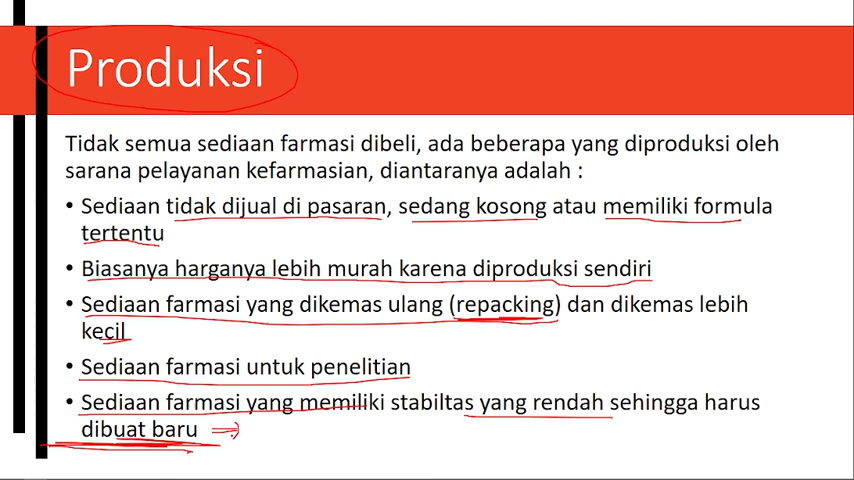 Produksi
Tidak semua sediaan farmasi dibeli, ada beberapa yang diproduksi oleh
sarana pelayanan kefarmasian, diantaranya adalah :
• Sediaan tidak dijual di pasaran, sedang kosong atau memiliki formula
tertentu
• Biasanya harganya lebih murah karena diproduksi sendiri
• Sediaan farmasi yang dikemas ulang (repacking) dan dikemas lebih
kecil
• Sediaan farmasi untuk penelitian
• Sediaan farmasi yang memiliki stabiltas yang rendah sehingga harus
dibuat baru